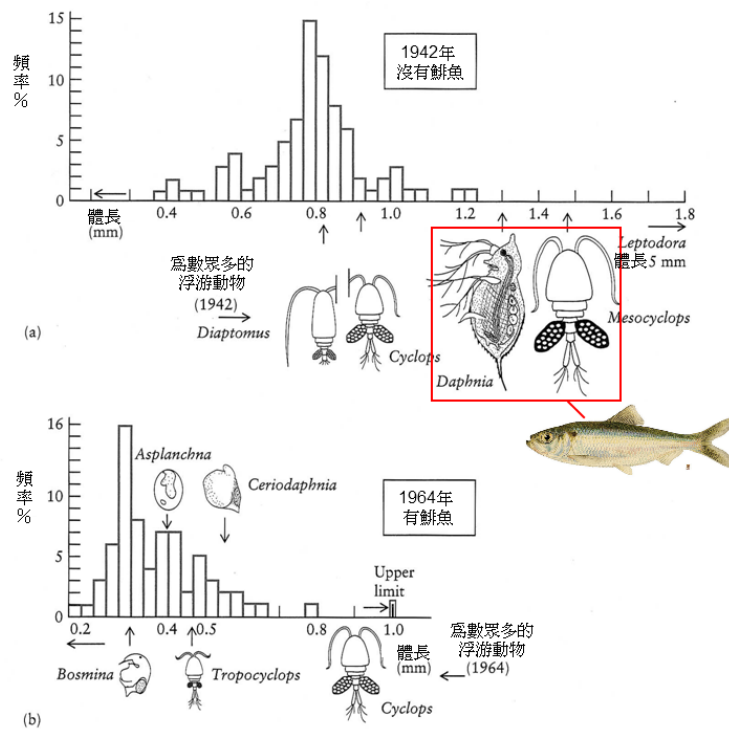 15
1942年
沒有鯡魚
頻
率
%
10
5
0
體長
(mm)
0.4
0.6
0.8
1.0
1.2
1.4
1.6
1.8
Leptodora
體長5 mm
為數眾多的
浮游動物
(1942)
Diaptomus
Cyclops
Daphnia
Mesocyclops
(a)
16
Asplanchna
Ceriodaphnia
1964年
有鯡魚
頻
率
%
10
5
Upper
limit
0
0.2
0.4
0.5
0.8
1.0
體長
(mm)
為數眾多的
浮游動物
(1964)
Bosmina
Tropocyclops
Cyclops
(b)